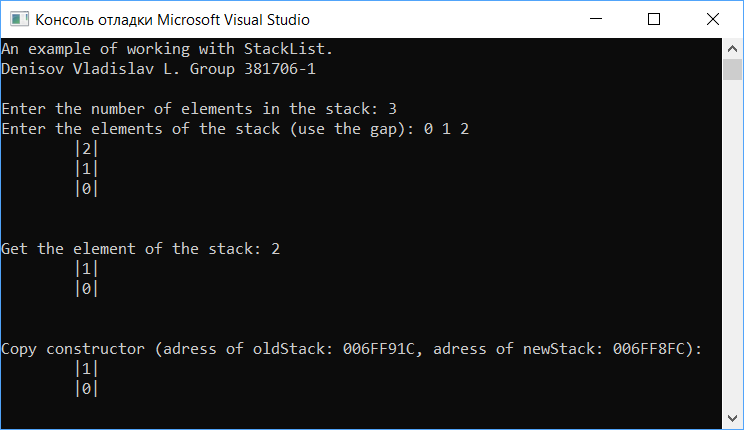 Консоль отладки Microsoft Visual Studio
An example of working with StackList.
Denisov Vladislav L. Group 381706-1
Enter the number of elements in the stack: 3
Enter the elements of the stack (use the gap): 0 1 2
|2|
|1|
|0|
Get the element of the stack: 2
|1|
|0|
Copy constructor (adress of oldStack: 006FF91C, adress of newStack: 006FF8FC):
|1|
|0|